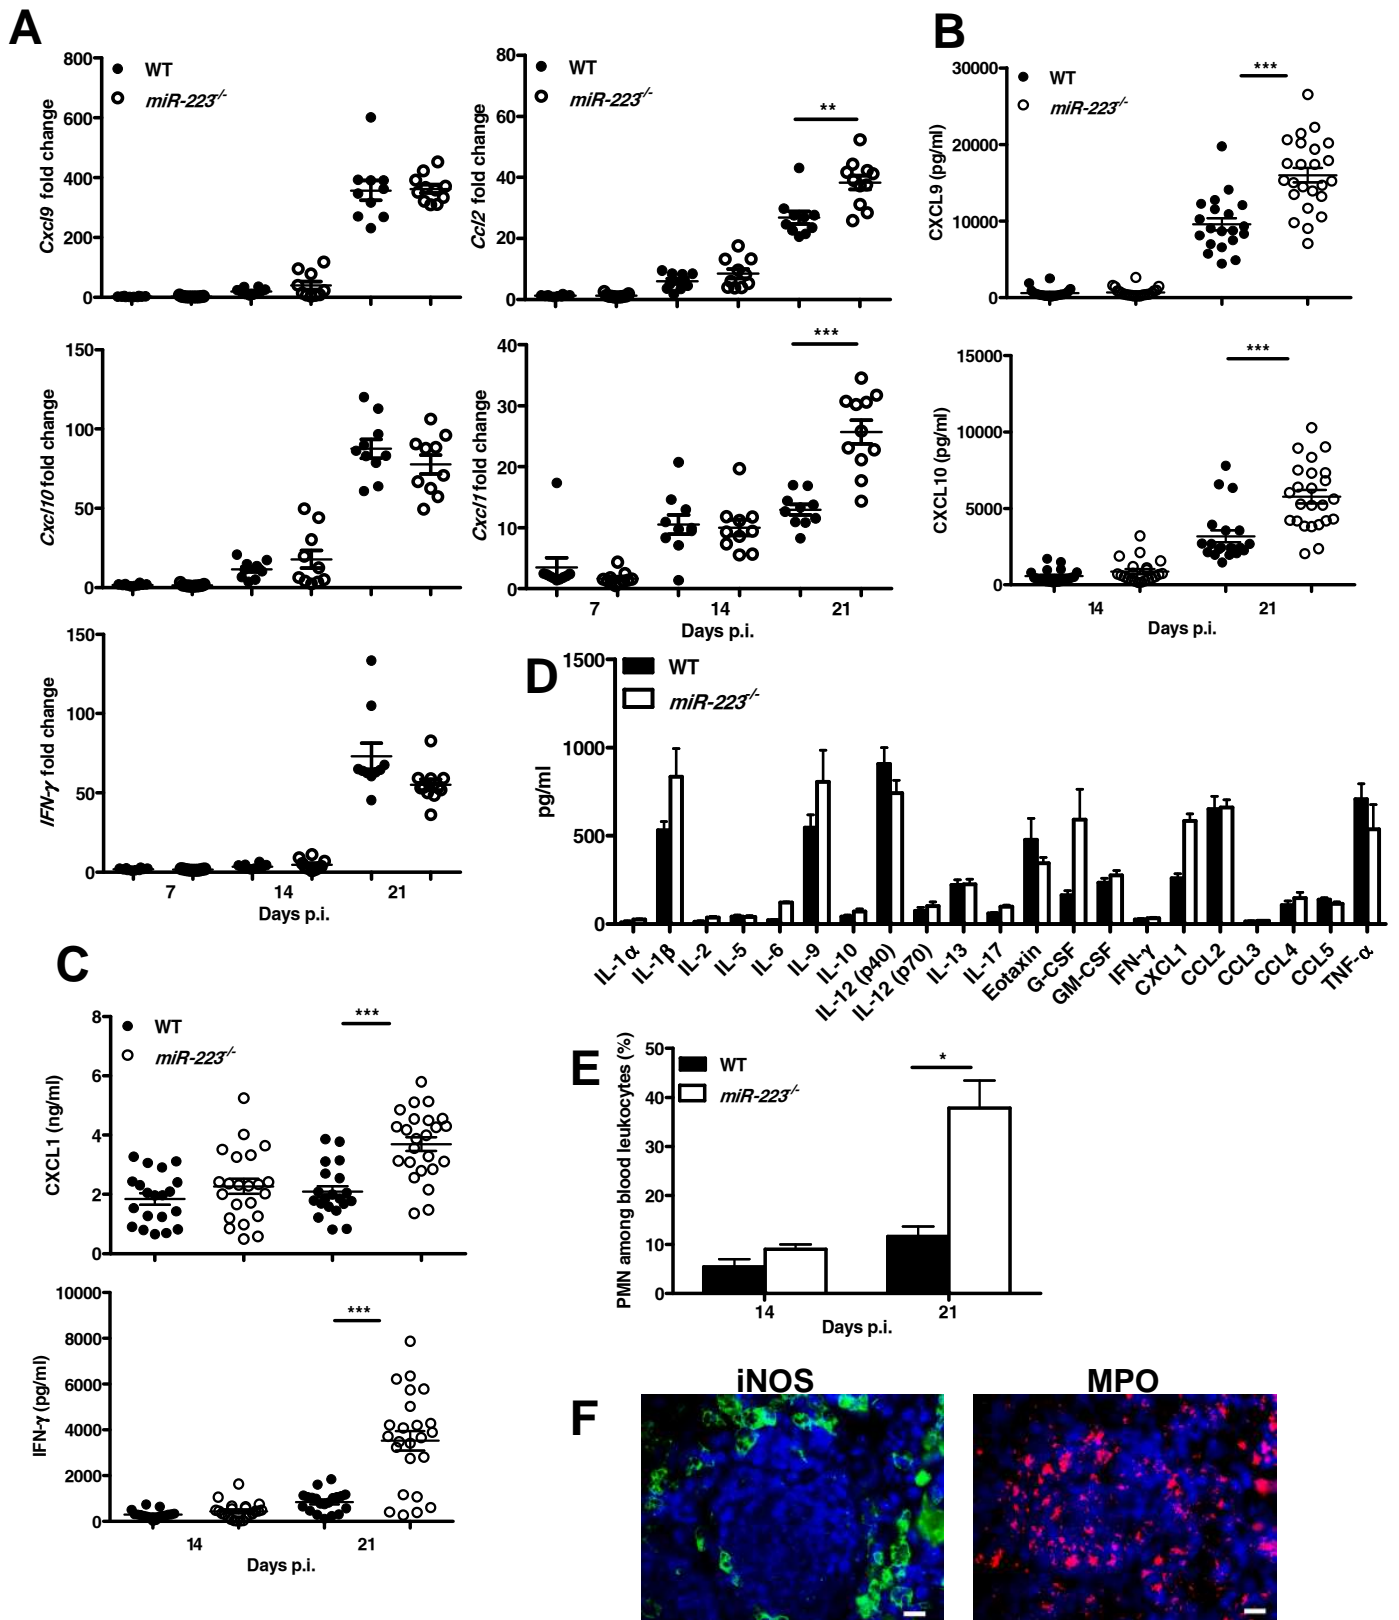 A
B
800
600
400
200
0
Cxcl9 fold change
WT
miR-223-/-
80
60
40
20
0
Ccl2 fold change
WT
miR-223-/-
**
30000
20000
10000
0
CXCL9 (pg/ml)
WT
miR-223-/-
***
150
100
50
0
Cxcl10 fold change
40
30
20
10
0
Cxcl1 fold change
***
7 14 21
Days p.i.
15000
10000
5000
0
CXCL10 (pg/ml)
***
14 21
Days p.i.
150
100
50
0
IFN-γ fold change
7 14 21
Days p.i.
D
1500
1000
500
0
pg/ml
WT
miR-223-/-
IL-1α
IL-1β
IL-2
IL-5
IL-6
IL-9
IL-10
IL-12 (p40)
IL-12 (p70)
IL-13
IL-17
Eotaxin
G-CSF
GM-CSF
IFN-γ
CXCL1
CCL2
CCL3
CCL4
CCL5
TNF-α
C
8
6
4
2
0
CXCL1 (ng/ml)
WT
miR-223-/-
***
10000
8000
6000
4000
2000
0
IFN-γ (pg/ml)
***
14 21
Days p.i.
E
50
40
30
20
10
0
PMN among blood leukocytes (%)
WT
miR-223-/-
*
14 21
Days p.i.
F
iNOS
MPO